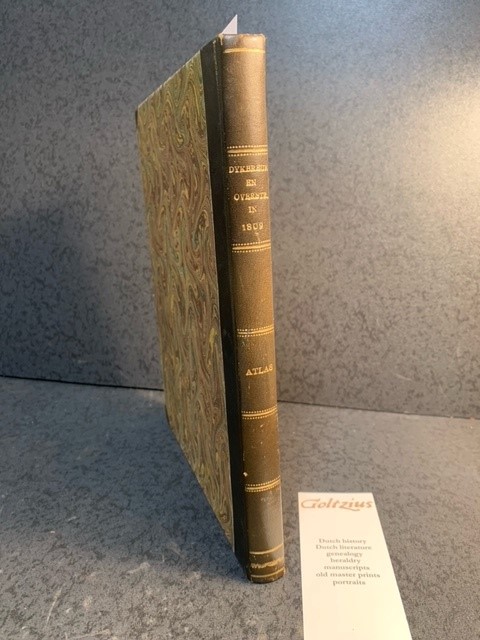 DYKBREUK
EN
OVERSTR.
IN
1809
ATLAS
Goltzius
Dutch history
Dutch literature
genealogy
heraldry
manuscripts
old master prints
portraits